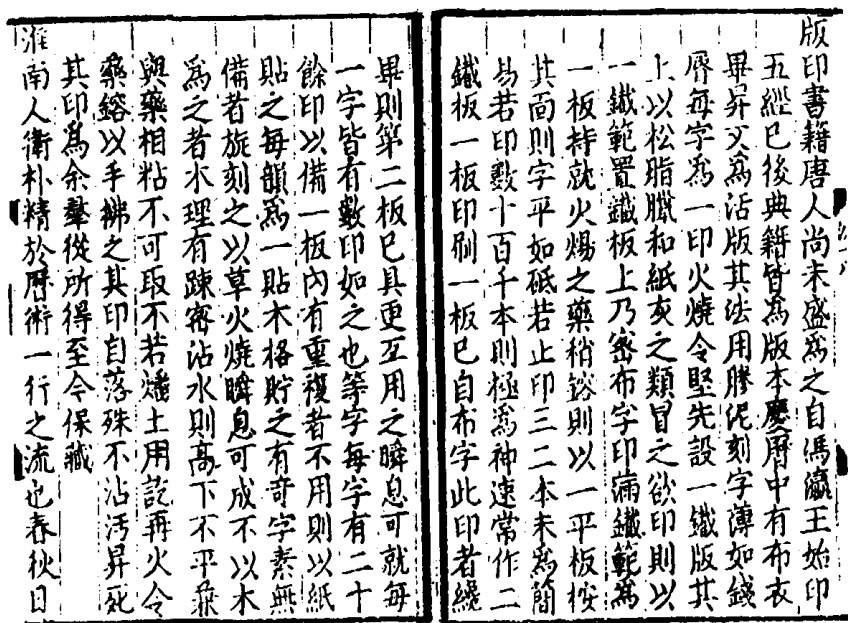 版印書籍唐人尚未盛爲之自馮瀛王始印
五經已後典籍皆爲版本慶曆中有布衣
畢昇又爲活版其法用膠泥刻字薄如錢
脣每字爲一印火燒令堅先設一鐵版其
上以松脂臘和紙灰之類冒之欲印則以
一鐵範置鐵板上乃密布字印滿鐵範爲
一板持就火煬之藥稍鎔則以一平板按
其面則字平如砥若止印三二本未爲簡
易若印數十百千本則極爲神速常作二
鐵板一板印刷一板已自布字此印者纔
畢則第二板已具更互用之瞬息可就每
一字皆有數印如之也等字每字有二十
餘印以備一板內有重複者不用則以紙
貼之每韻爲一貼木格貯之有奇字素無
備者旋刻之以草火燒瞬息可成不以木
爲之者木理有踈密沾水則高下不平兼
與藥相粘不可取不若燔土用訖再火令
藥鎔以手拂之其印自落殊不沾汚昇死
其印爲余羣從所得至今保藏
淮南人衛朴精於曆術一行之流也春秋日